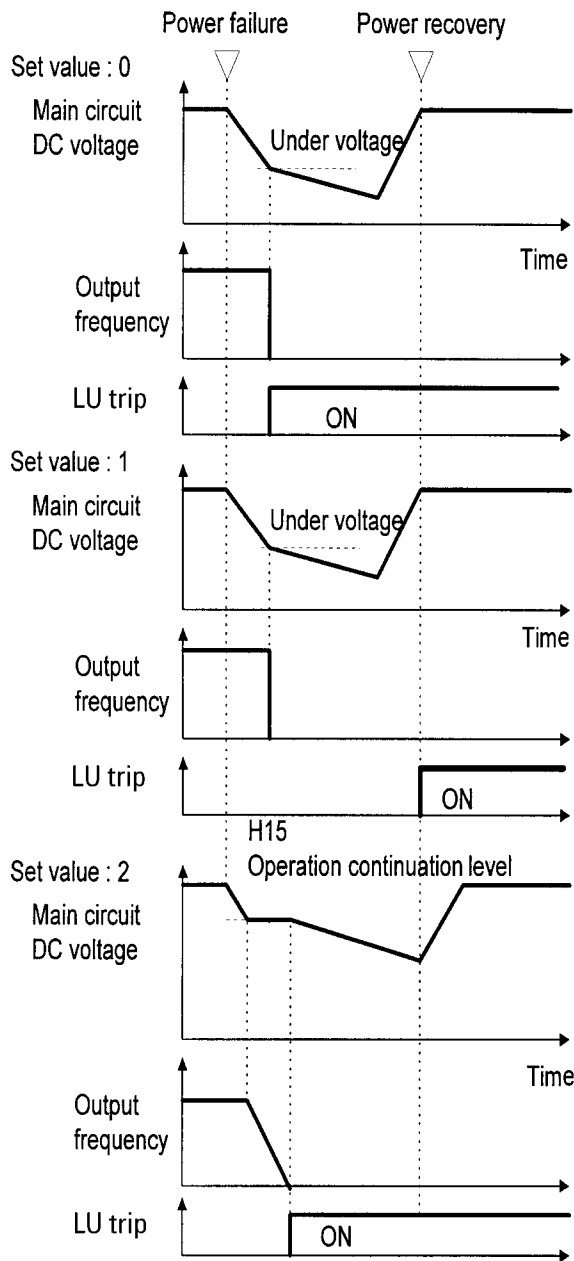 Power failure
Power recovery
Set value : 0
Main circuit
DC voltage
Under voltage
Time
Output
frequency
LU trip
ON
Set value : 1
Main circuit
DC voltage
Under voltage
Time
Output
frequency
LU trip
ON
H15
Operation continuation level
Set value : 2
Main circuit
DC voltage
Time
Output
frequency
LU trip
ON